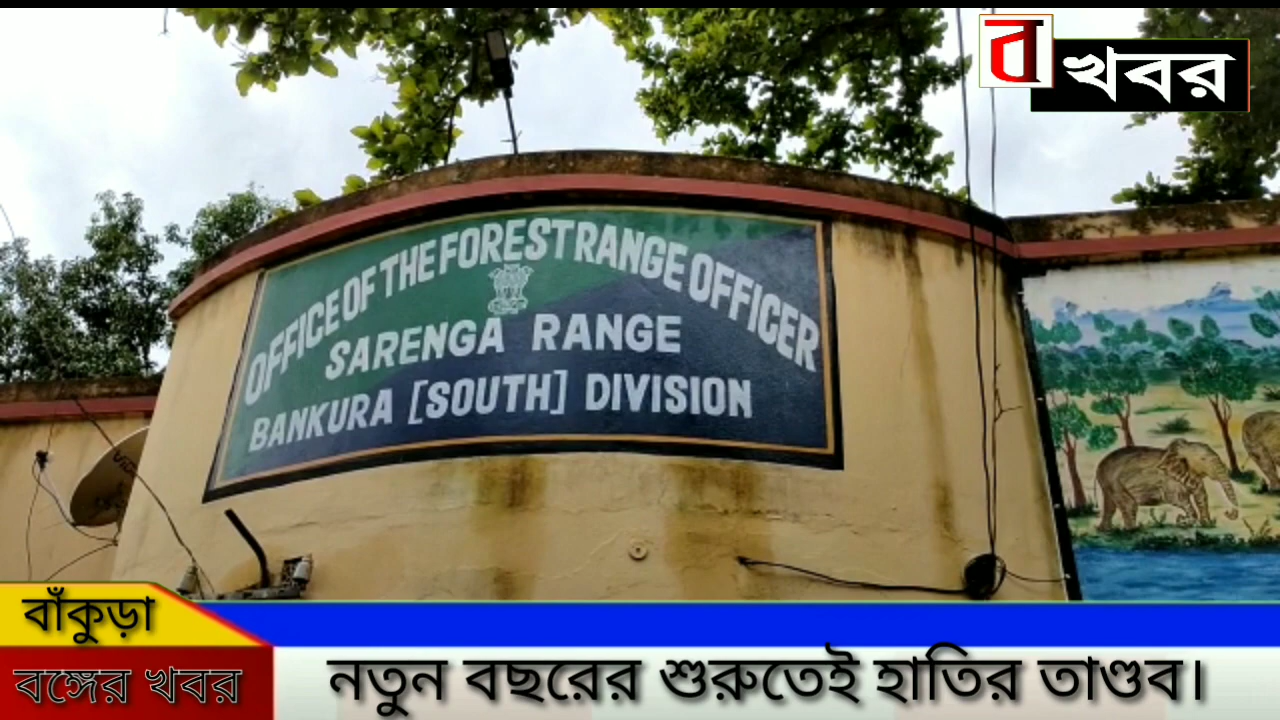 ব খবর
OFFICE OF THE FOREST RANGE OFFICER
SARENGA RANGE
BANKURA [SOUTH] DIVISION
বাঁকুড়া
বঙ্গের খবর
নতুন বছরের শুরুতেই হাতির তাণ্ডব।